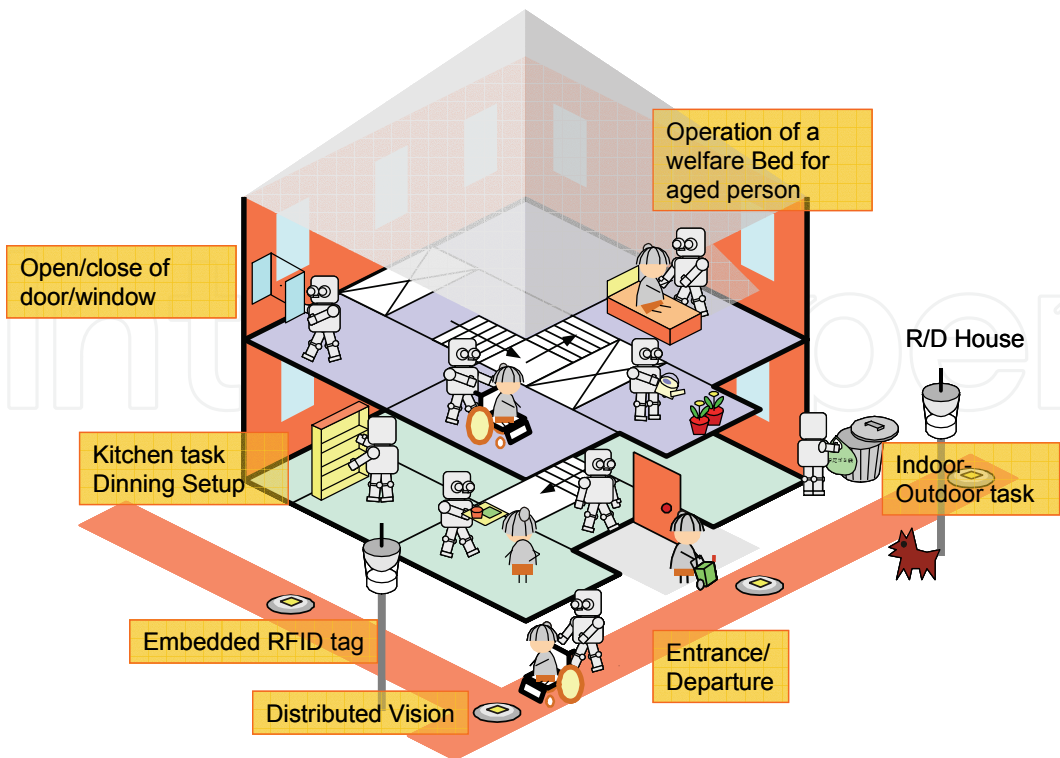 Operation of a
welfare Bed for
aged person
Open/close of
door/window
R/D House
Kitchen task
Dinning Setup
Indoor-
Outdoor task
Embedded RFID tag
Entrance/
Departure
Distributed Vision